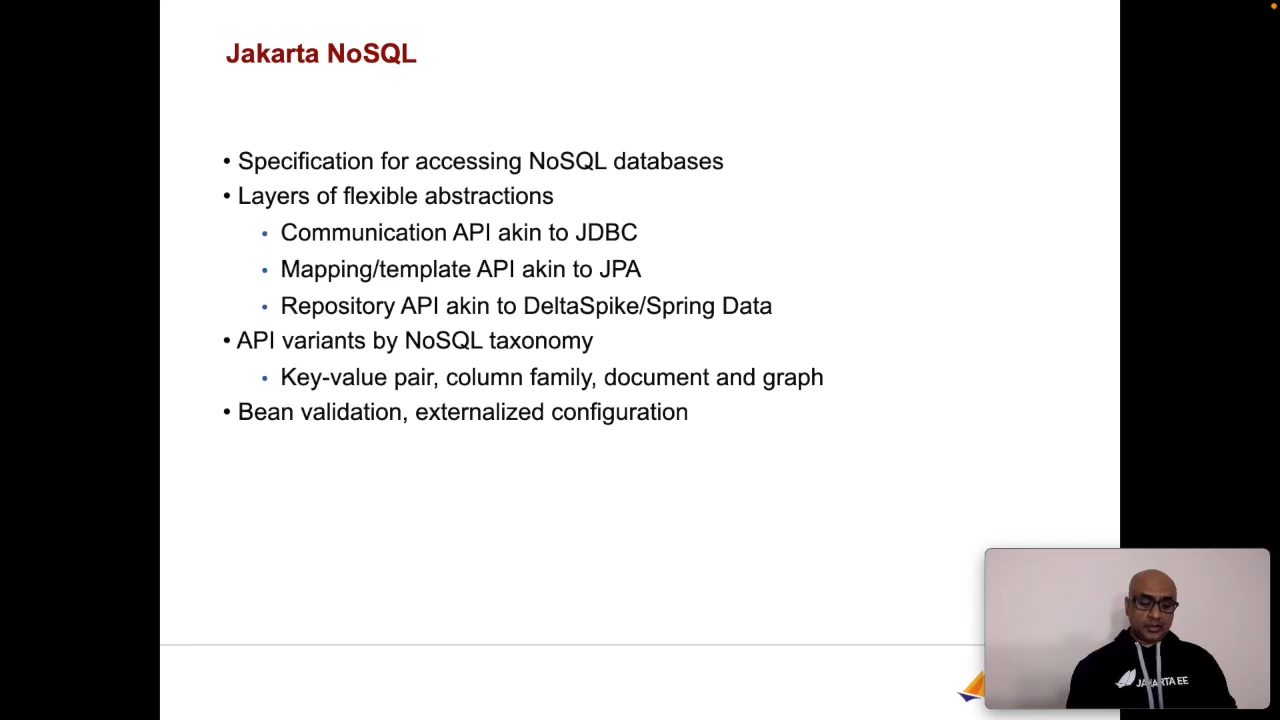 Jakarta NoSQL
• Specification for accessing NoSQL databases
• Layers of flexible abstractions
• Communication API akin to JDBC
• Mapping/template API akin to JPA
• Repository API akin to DeltaSpike/Spring Data
• API variants by NoSQL taxonomy
• Key-value pair, column family, document and graph
• Bean validation, externalized configuration
JAKARTA EE